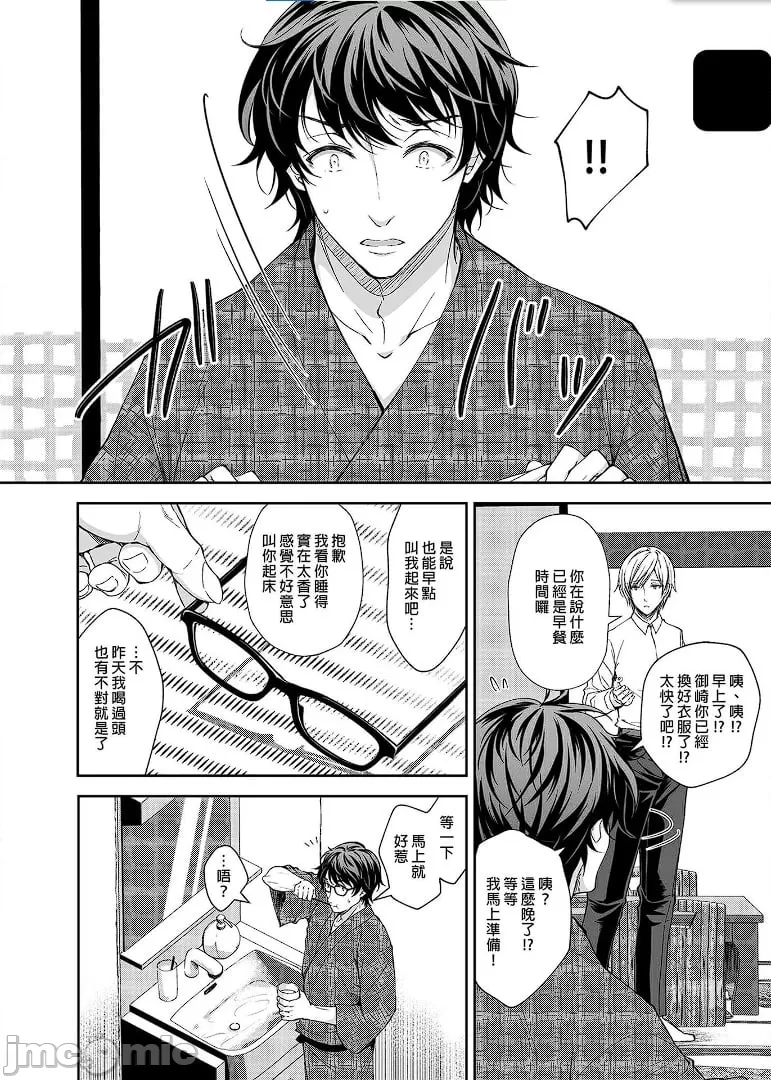 !!
ガバッ
咦、咦!?
早上了!?
御崎你已經
換好衣服了!?
太快了吧!?
你在說什麼
已經是早餐
時間囉
咦？
這麼晚了!?
等等
我馬上準備！
是說
也能早點
叫我起來吧…
抱歉
我看你睡得
實在太香了
感覺不好意思
叫你起床
…不
昨天我喝過頭
也有不對就是了
等一下
馬上就
好惹
…唔？
jmcomic